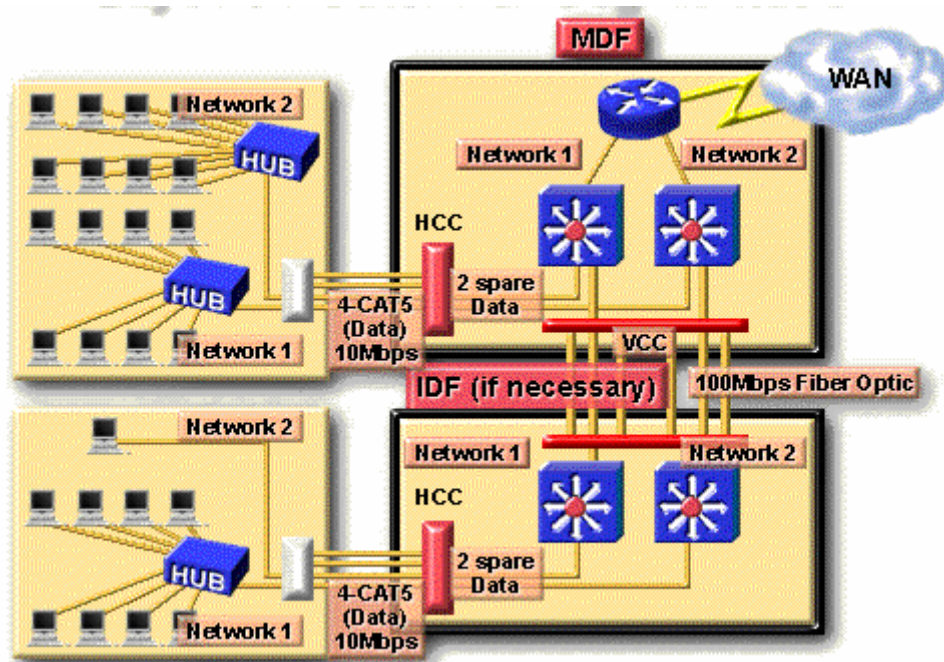 MDF
WAN
Network 2
HUB
Network 1
Network 2
HCC
2 spare
Data
4-CAT5
(Data)
10Mbps
HUB
Network 1
VCC
IDF (if necessary)
100Mbps Fiber Optic
Network 2
Network 1
Network 2
HCC
2 spare
Data
HUB
4-CAT5
(Data)
10Mbps
Network 1